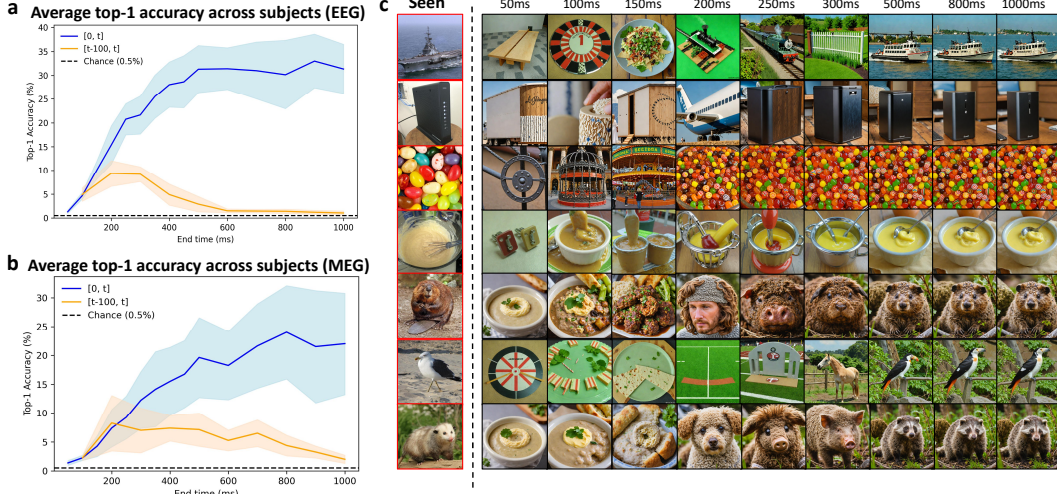 a
Average top-1 accuracy across subjects (EEG)
Top-1 Accuracy (%)
40
35
30
25
20
15
10
5
0
[0, t]
[t-100, t]
Chance (0.5%)
0
200
400
600
800
1000
End time (ms)
b
Average top-1 accuracy across subjects (MEG)
Top-1 Accuracy (%)
30
25
20
15
10
5
0
[0, t]
[t-100, t]
Chance (0.5%)
0
200
400
600
800
1000
End time (ms)
c
Seen
50ms
100ms
150ms
200ms
250ms
300ms
500ms
800ms
1000ms